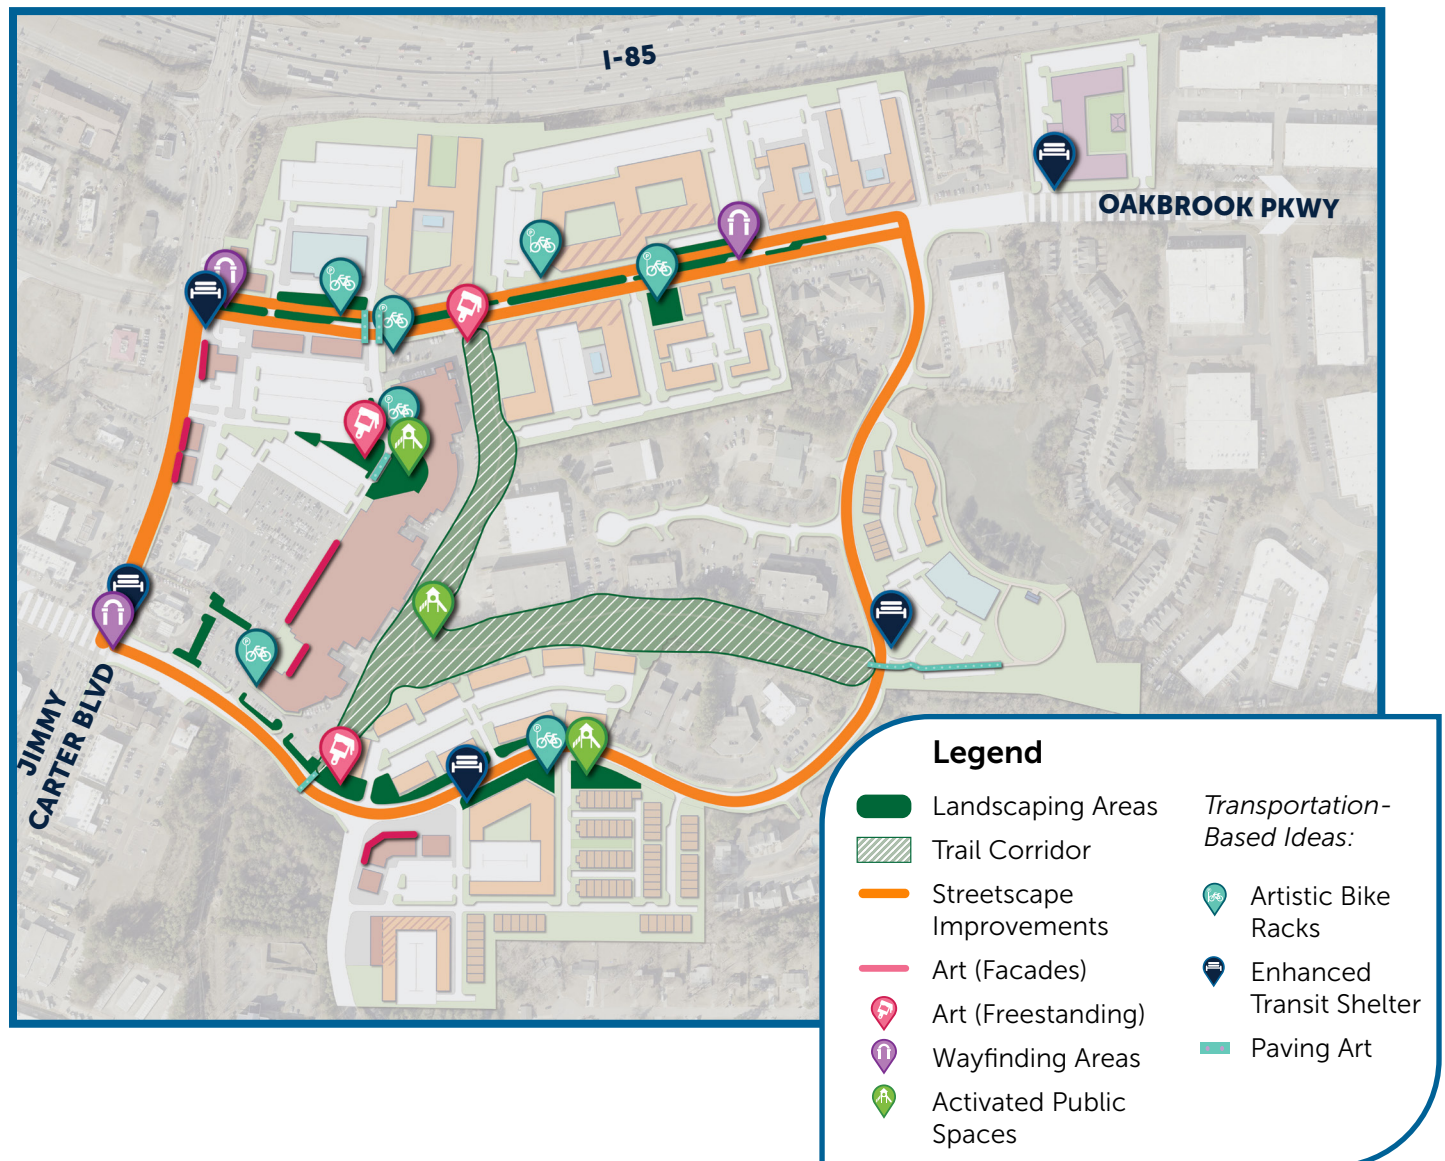 I-85
OAKBROOK PKWY
JIMMY
CARTER BLVD
Legend
Landscaping Areas
Trail Corridor
Streetscape
Improvements
Art (Facades)
Art (Freestanding)
Wayfinding Areas
Activated Public
Spaces
Transportation-
Based Ideas:
Artistic Bike
Racks
Enhanced
Transit Shelter
Paving Art